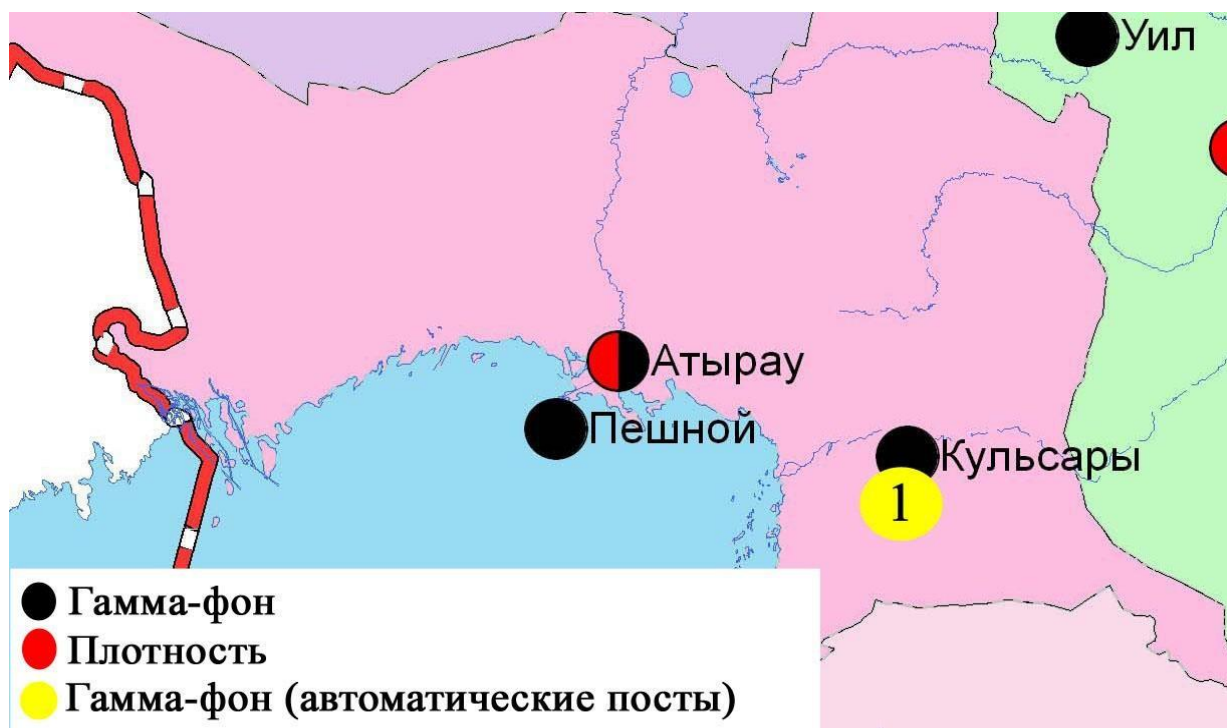 Уил
Атырау
Пешной
Кульсары
1
Гамма-фон
Плотность
Гамма-фон (автоматические посты)